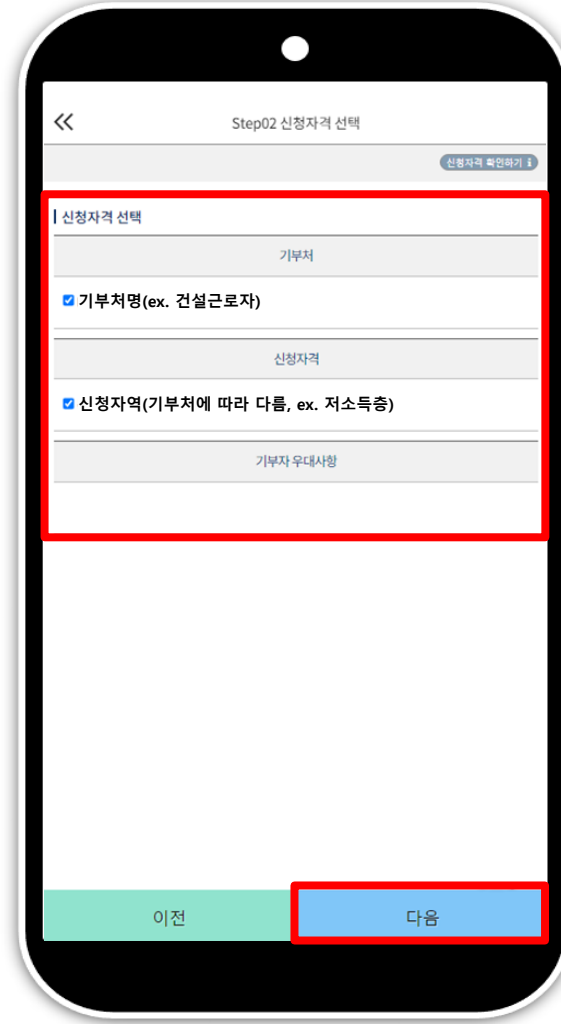 Step02 신청자격 선택
신청자격 확인하기 i
신청자격 선택
기부처
기부처명(ex. 건설근로자)
신청자격
신청자역(기부처에 따라 다름, ex. 저소득층)
기부자 우대사항
이전
다음